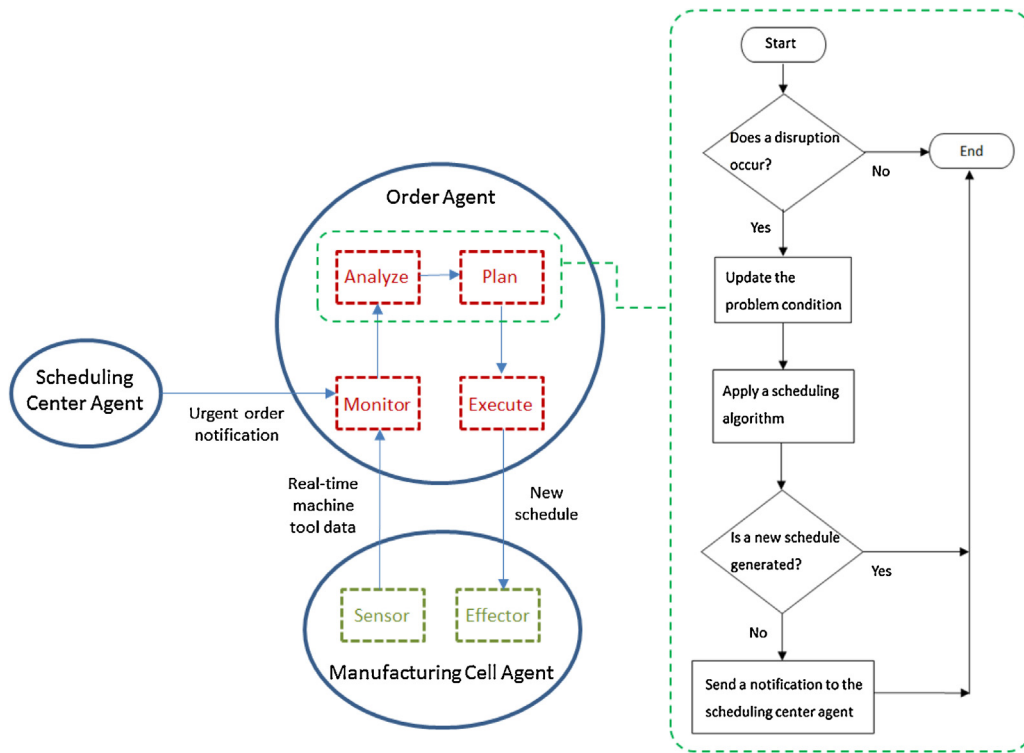 Order Agent
Analyze
Plan
Monitor
Execute
Scheduling
Center Agent
Urgent order
notification
Real-time
machine
tool data
New
schedule
Sensor
Effector
Manufacturing Cell Agent
Start
Does a disruption
occur?
No
End
Yes
Update the
problem condition
Apply a scheduling
algorithm
Is a new schedule
generated?
Yes
No
Send a notification to the
scheduling center agent